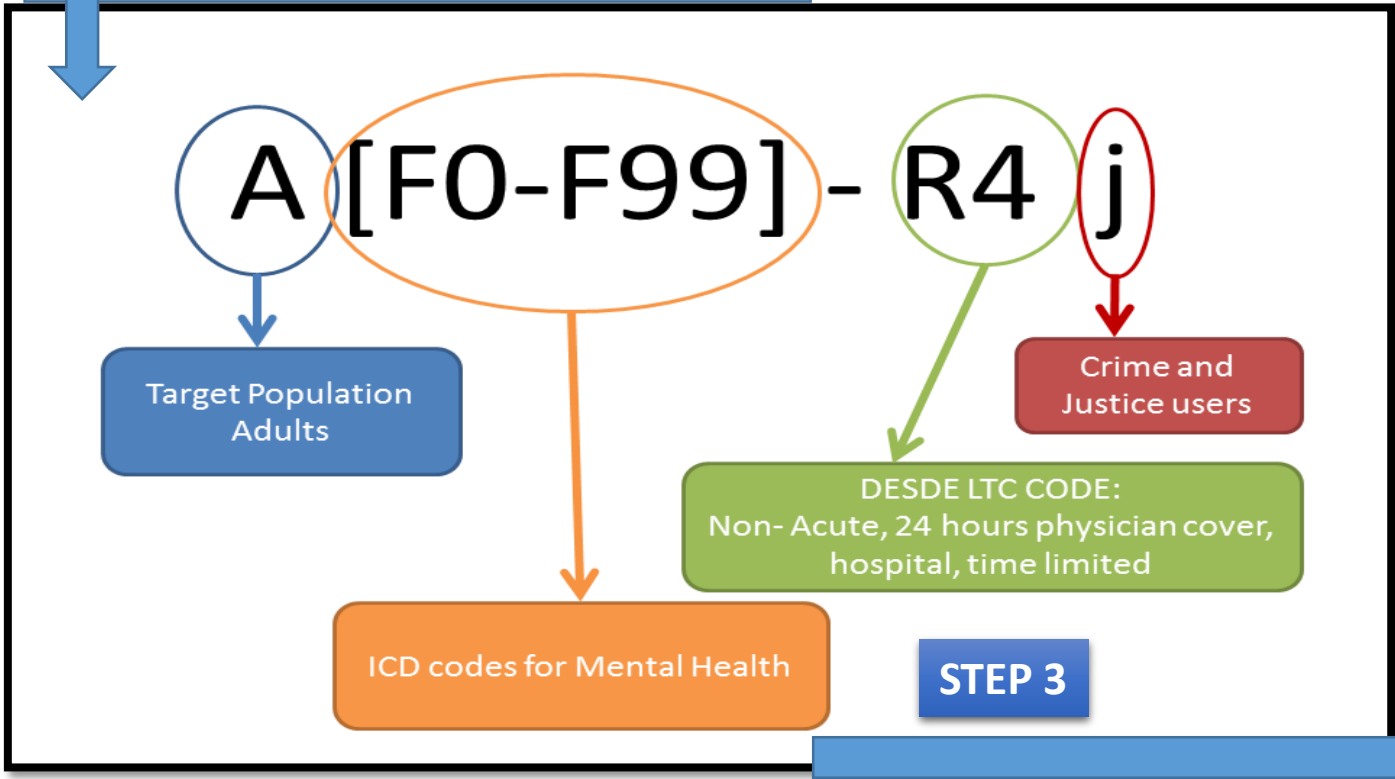 A [F0-F99] - R4 j
Target Population
Adults
Crime and
Justice users
DESDE LTC CODE:
Non- Acute, 24 hours physician cover,
hospital, time limited
ICD codes for Mental Health
STEP 3